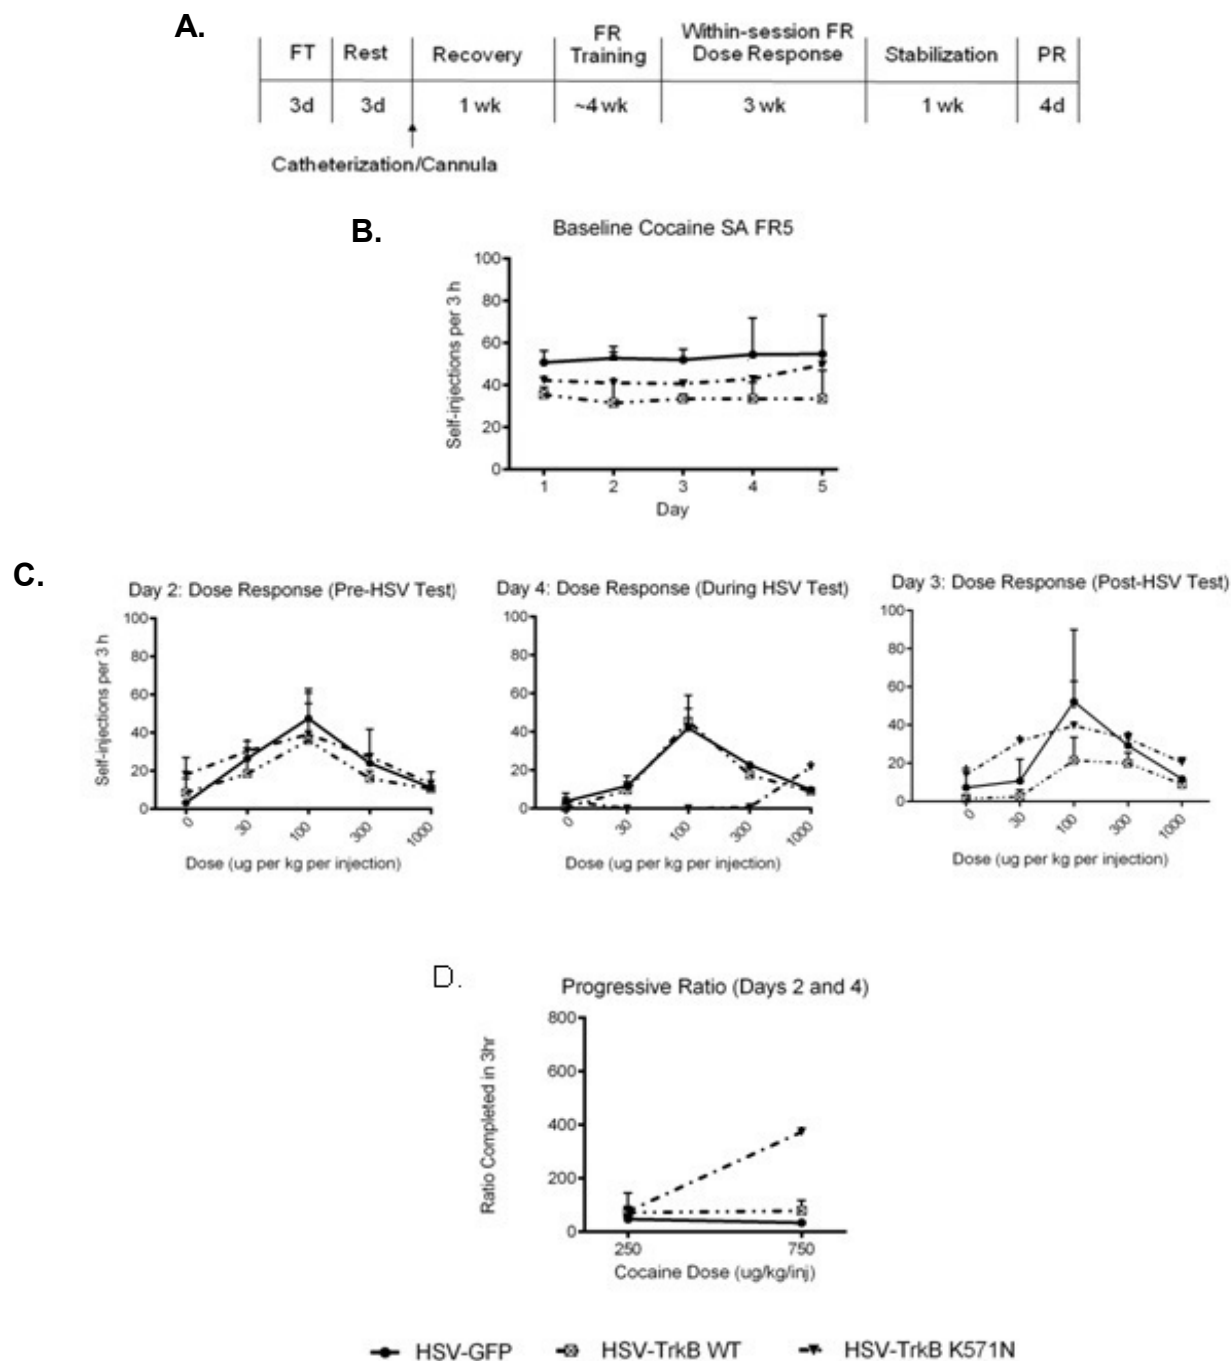 A.
FT Rest Recovery FR Training Within-session FR Dose Response Stabilization PR
3d 3d 1 wk ~4 wk 3 wk 1 wk 4d
Catheterization/Cannula
B.
Baseline Cocaine SA FR5
Self-injections per 3 h
100
80
60
40
20
0
1 2 3 4 5
Day
C.
Day 2: Dose Response (Pre-HSV Test)
Self-injections per 3 h
100
80
60
40
20
0
0 30 100 300 1000
Dose (ug per kg per injection)
Day 4: Dose Response (During HSV Test)
100
80
60
40
20
0
0 30 100 300 1000
Dose (ug per kg per injection)
Day 3: Dose Response (Post-HSV Test)
100
80
60
40
20
0
0 30 100 300 1000
Dose (ug per kg per injection)
D.
Progressive Ratio (Days 2 and 4)
Ratio Completed in 3hr
800
600
400
200
0
250 750
Cocaine Dose (ug/kg/inj)
HSV-GFP HSV-TrkB WT HSV-TrkB K571N